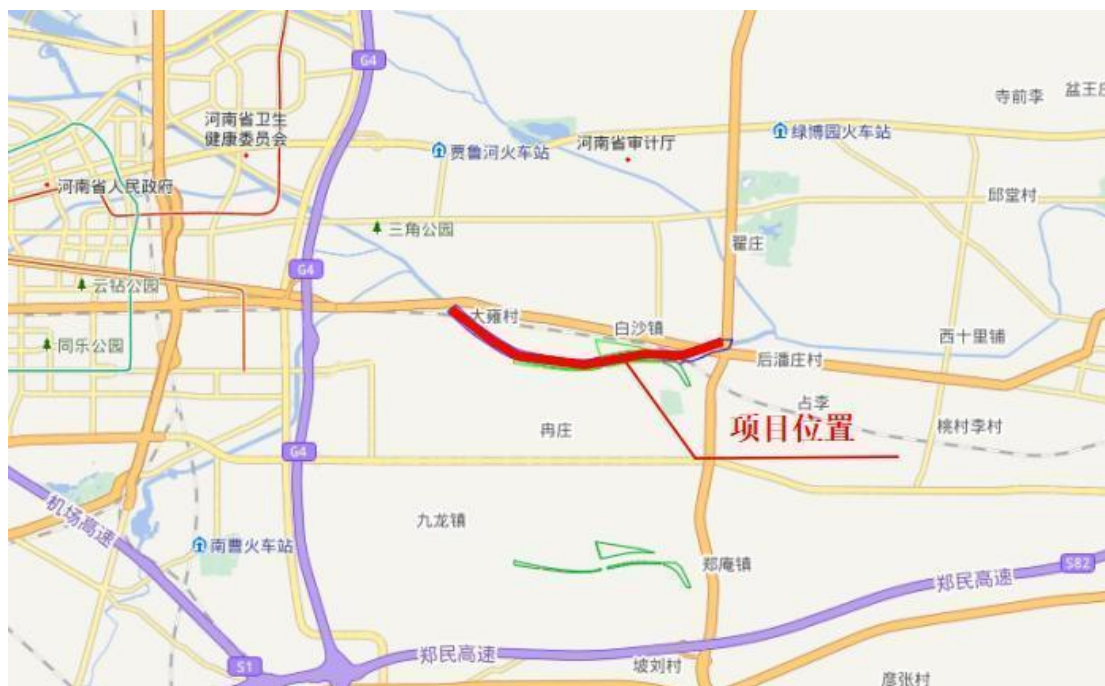 G4
寺前李
盆王庄
河南省卫生
健康委员会
贾鲁河火车站
河南省审计厅
绿博园火车站
河南省人民政府
邱堂村
三角公园
翟庄
G4
云钻公园
大雍村
白沙镇
西十里铺
同乐公园
后潘庄村
占李
项目位置
冉庄
桃村李村
G4
机场高速
九龙镇
南曹火车站
郑庵镇
S82
郑民高速
郑民高速
S1
坡刘村
彦张村